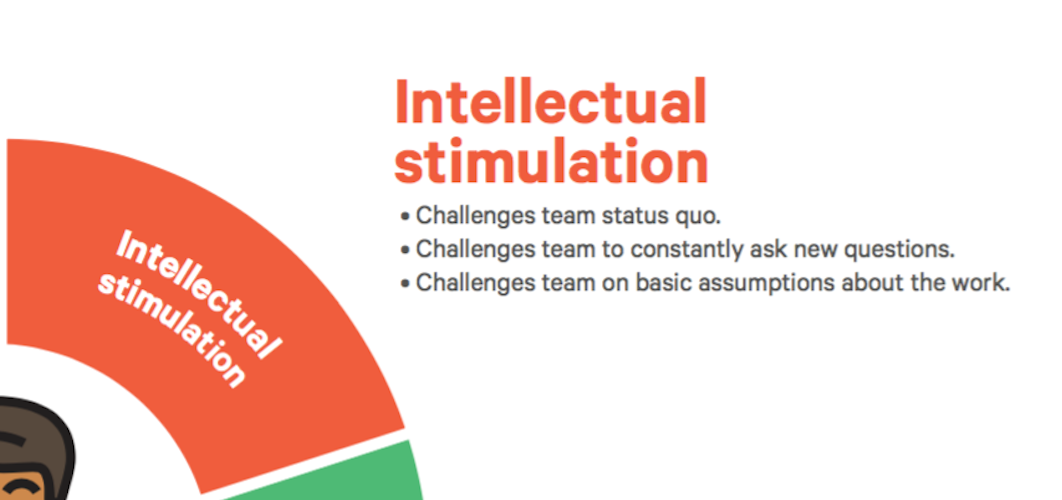 Intellectual
stimulation
• Challenges team status quo.
• Challenges team to constantly ask new questions.
• Challenges team on basic assumptions about the work.
Intellectual
stimulation